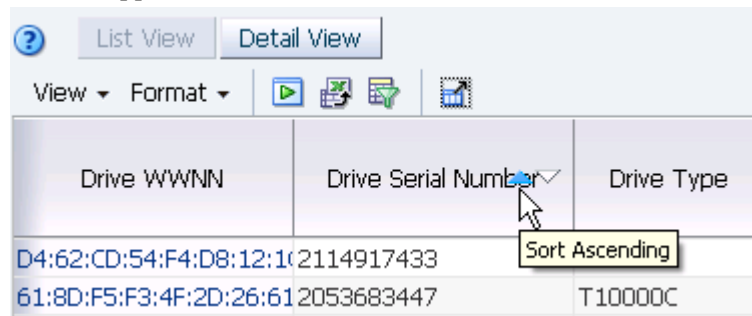 List View Detail View
View Format
Drive WWNN Drive Serial Number Drive Type
Sort Ascending
D4:62:CD:54:F4:D8:12:1 2114917433
61:8D:F5:F3:4F:2D:26:61 2053683447 T10000C